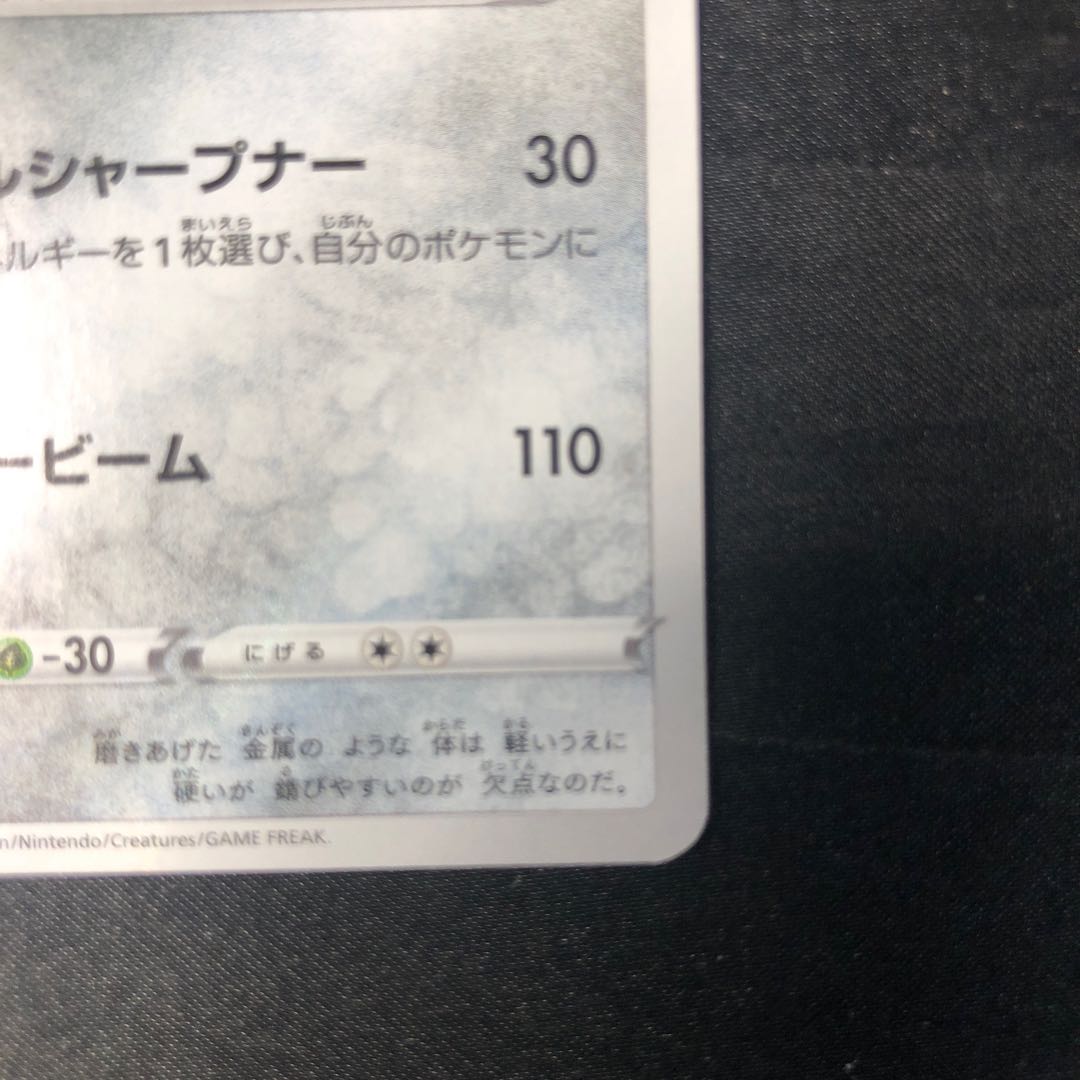 ルシャープナー 30
ネルギーを1枚選び、自分のポケモンに
ービーム 110
-30 にげる
磨きあげた 金属の ような 体は 軽いうえに
硬いが 錆びやすいのが 欠点なのだ。
n/Nintendo/Creatures/GAME FREAK.